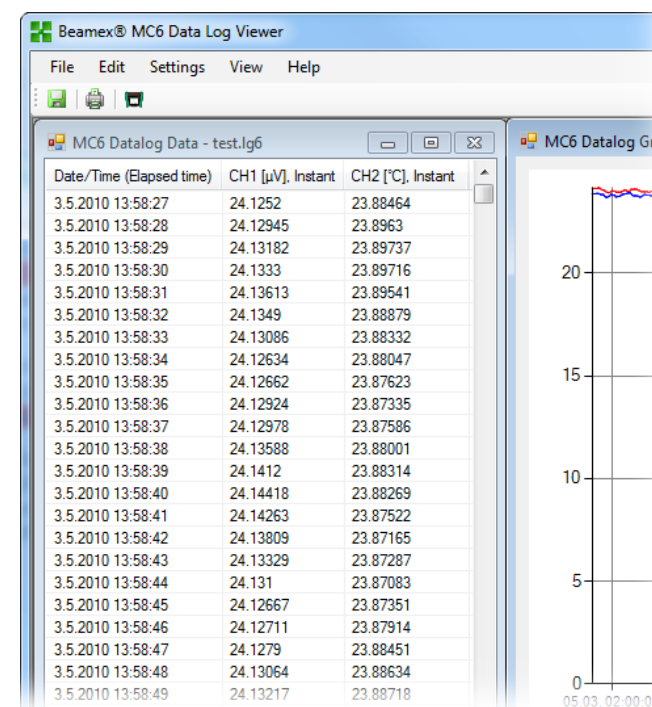 Beamex® MC6 Data Log Viewer
File Edit Settings View Help
MC6 Datalog Data - test.lg6
Date/Time (Elapsed time) CH1 [µV], Instant CH2 [°C], Instant
3.5.2010 13:58:27 24.1252 23.88464
3.5.2010 13:58:28 24.12945 23.8963
3.5.2010 13:58:29 24.13182 23.89737
3.5.2010 13:58:30 24.1333 23.89716
3.5.2010 13:58:31 24.13613 23.89541
3.5.2010 13:58:32 24.1349 23.88879
3.5.2010 13:58:33 24.13086 23.88332
3.5.2010 13:58:34 24.12634 23.88047
3.5.2010 13:58:35 24.12662 23.87623
3.5.2010 13:58:36 24.12924 23.87335
3.5.2010 13:58:37 24.12978 23.87586
3.5.2010 13:58:38 24.13588 23.88001
3.5.2010 13:58:39 24.1412 23.88314
3.5.2010 13:58:40 24.14418 23.88269
3.5.2010 13:58:41 24.14263 23.87522
3.5.2010 13:58:42 24.13809 23.87165
3.5.2010 13:58:43 24.13329 23.87287
3.5.2010 13:58:44 24.131 23.87083
3.5.2010 13:58:45 24.12667 23.87351
3.5.2010 13:58:46 24.12711 23.87914
3.5.2010 13:58:47 24.1279 23.88451
3.5.2010 13:58:48 24.13064 23.88634
3.5.2010 13:58:49 24.13217 23.88718
MC6 Datalog Gr
20
15
10
5
0
05 03, 02:00:0